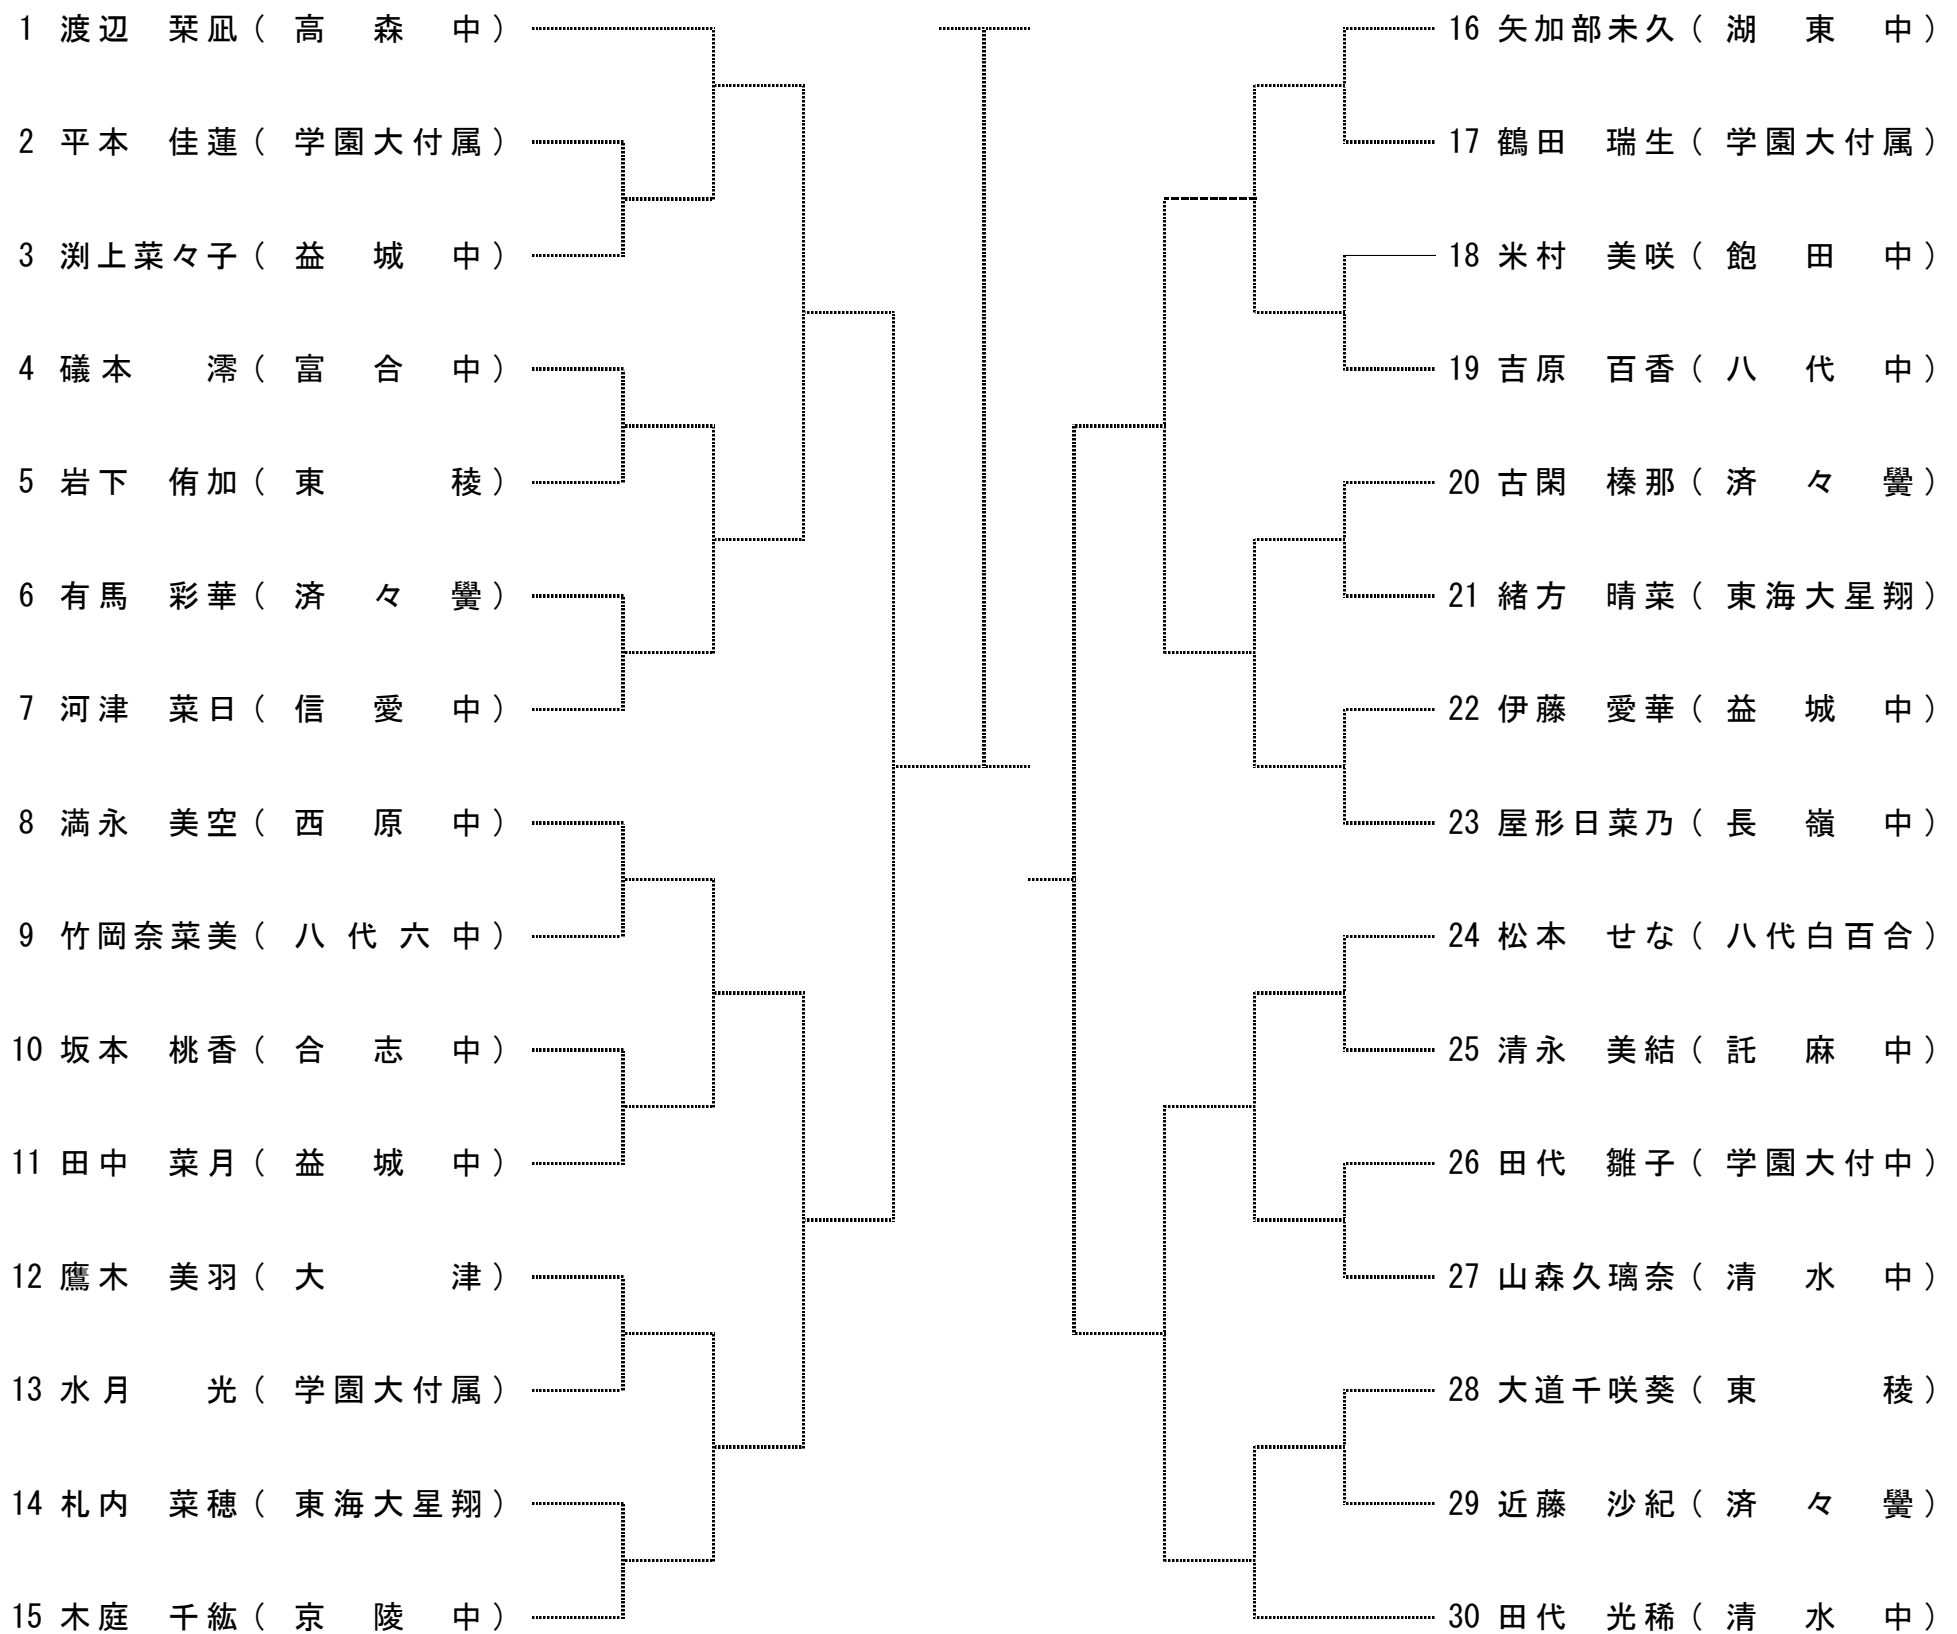 1 渡辺 栞凪（ 高 森 中 ）
2 平本 佳蓮（ 学園大付属 ）
3 渕上菜々子（ 益 城 中 ）
4 礒本 澪（ 富 合 中 ）
5 岩下 侑加（ 東 稜 ）
6 有馬 彩華（ 済 々 黌 ）
7 河津 菜日（ 信 愛 中 ）
8 満永 美空（ 西 原 中 ）
9 竹岡奈菜美（ 八 代 六 中 ）
10 坂本 桃香（ 合 志 中 ）
11 田中 菜月（ 益 城 中 ）
12 鷹木 美羽（ 大 津 ）
13 水月 光（ 学園大付属 ）
14 札内 菜穂（ 東海大星翔 ）
15 木庭 千紘（ 京 陵 中 ）
16 矢加部未久（ 湖 東 中 ）
17 鶴田 瑞生（ 学園大付属 ）
18 米村 美咲（ 飽 田 中 ）
19 吉原 百香（ 八 代 中 ）
20 古閑 榛那（ 済 々 黌 ）
21 緒方 晴菜（ 東海大星翔 ）
22 伊藤 愛華（ 益 城 中 ）
23 屋形日菜乃（ 長 嶺 中 ）
24 松本 せな（ 八代白百合 ）
25 清永 美結（ 託 麻 中 ）
26 田代 雛子（ 学園大付中 ）
27 山森久璃奈（ 清 水 中 ）
28 大道千咲葵（ 東 稜 ）
29 近藤 沙紀（ 済 々 黌 ）
30 田代 光稀（ 清 水 中 ）